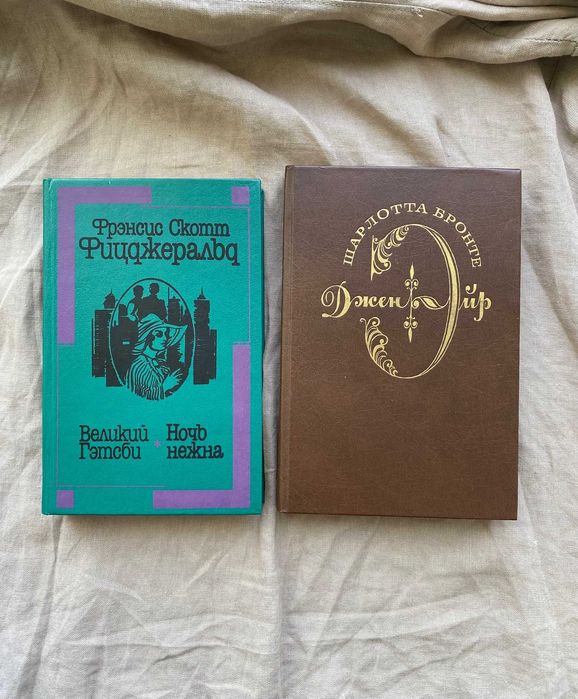 Фрэнсис Скотт
Фицджеральд
Великий
Гэтсби
*
Ночь
нежна
ШАРЛОТТА БРОНТЕ
Джен Эйр